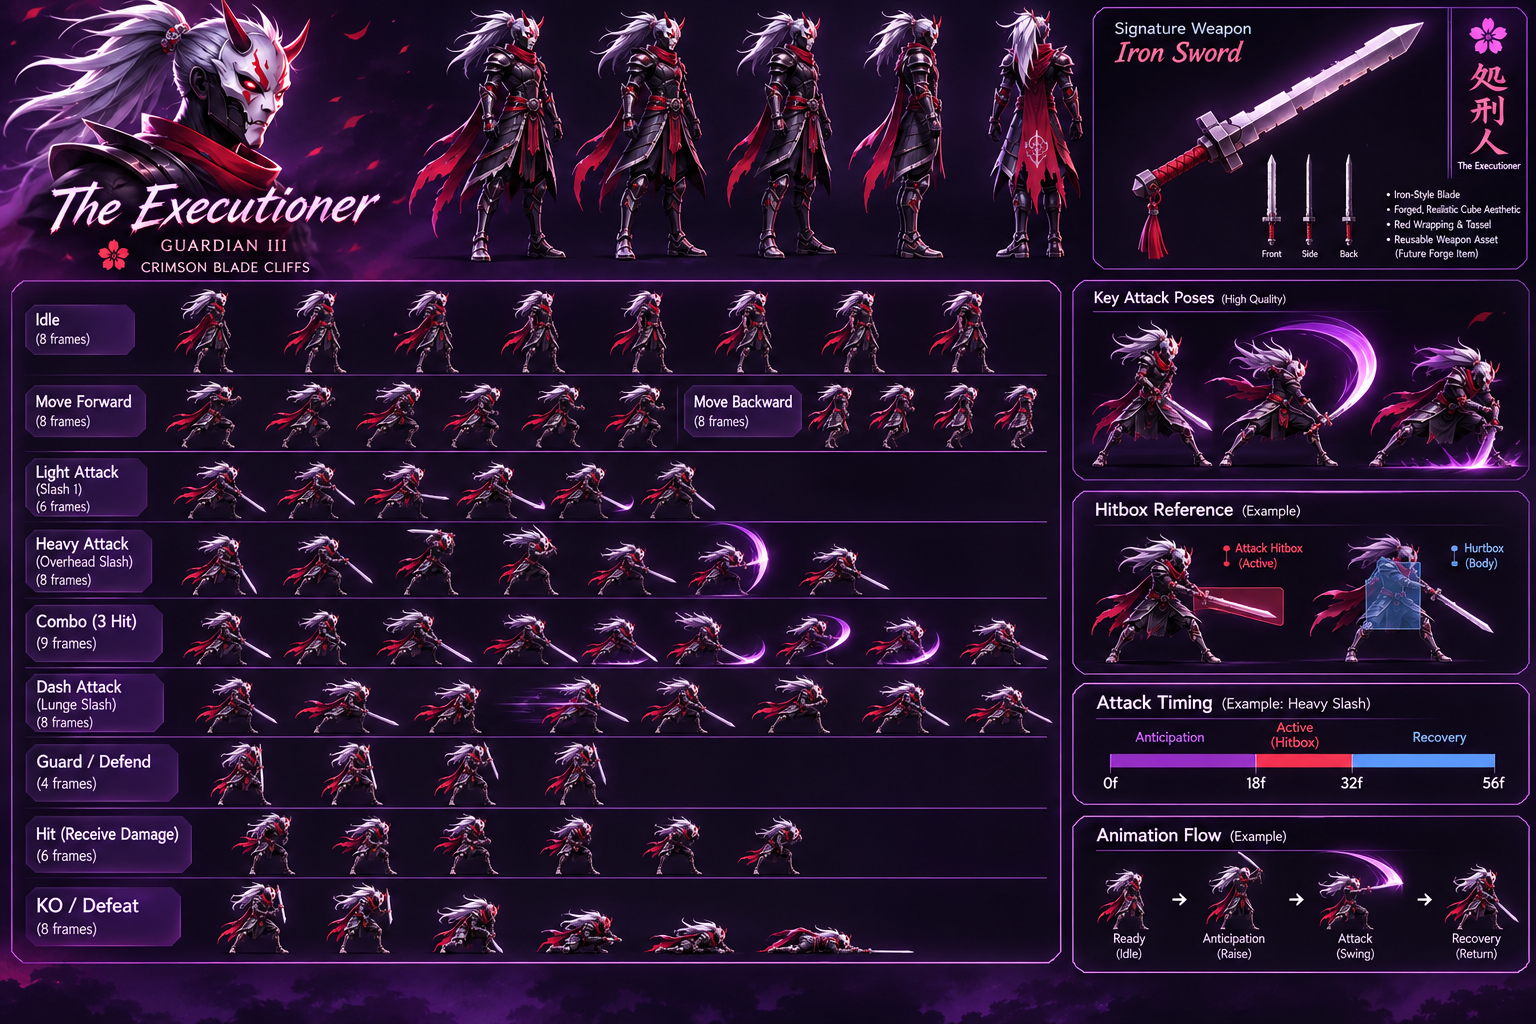 The Executioner
GUARDIAN III
CRIMSON BLADE CLIFFS
Signature Weapon
Iron Sword
Front
Side
Back
• Iron-Style Blade
• Forged, Realistic Cube Aesthetic
• Red Wrapping & Tassel
• Reusable Weapon Asset
(Future Forge Item)
処
刑
人
The Executioner
Idle
(8 frames)
Move Forward
(8 frames)
Move Backward
(8 frames)
Light Attack
(Slash 1)
(6 frames)
Heavy Attack
(Overhead Slash)
(8 frames)
Combo (3 Hit)
(9 frames)
Dash Attack
(Lunge Slash)
(8 frames)
Guard / Defend
(4 frames)
Hit (Receive Damage)
(6 frames)
KO / Defeat
(8 frames)
Key Attack Poses (High Quality)
Hitbox Reference (Example)
Attack Hitbox
(Active)
Hurtbox
(Body)
Attack Timing (Example: Heavy Slash)
Anticipation
Active
(Hitbox)
Recovery
0f
18f
32f
56f
Animation Flow (Example)
Ready
(Idle)
→
Anticipation
(Raise)
→
Attack
(Swing)
→
Recovery
(Return)